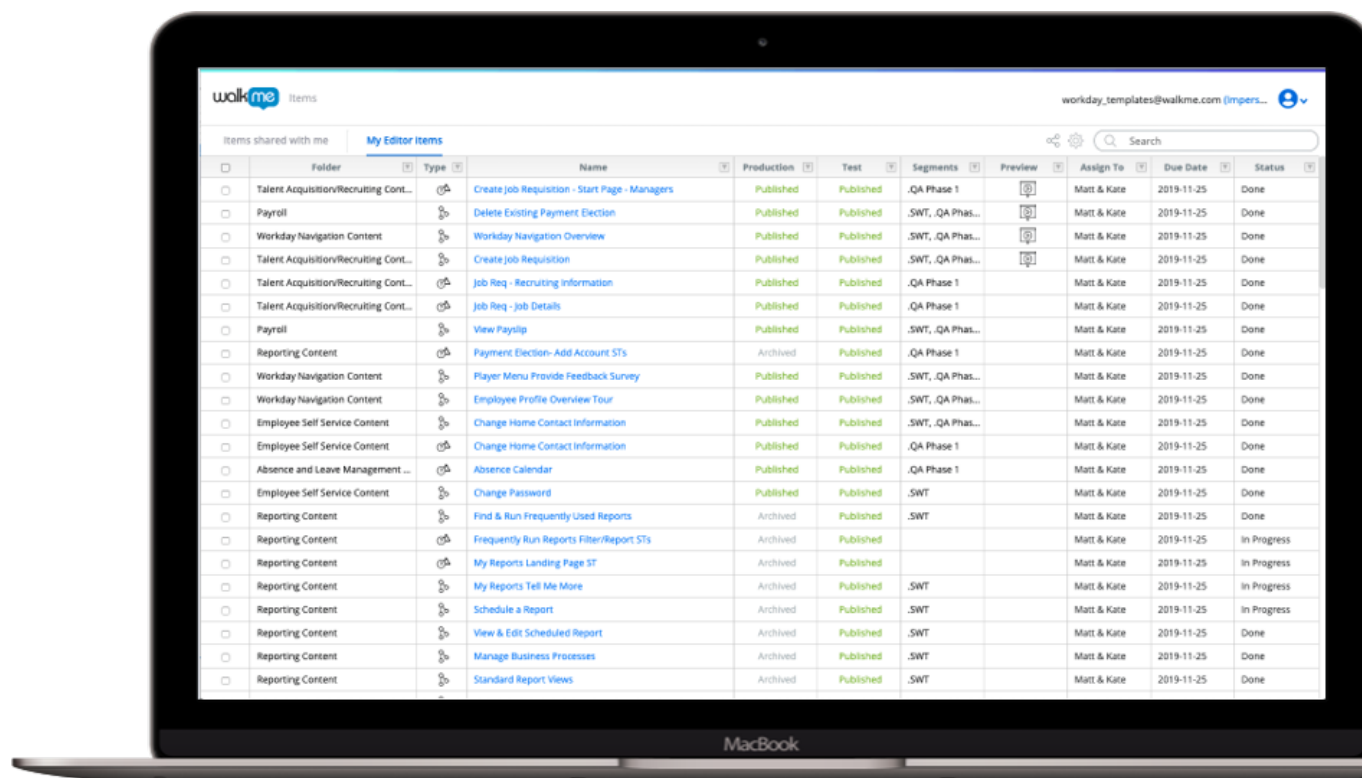 walkme Items
workday_templates@walkme.com (impers...
Items shared with me My Editor items
Search
Folder Type Name Production Test Segments Preview Assign To Due Date Status
Talent Acquisition/Recruiting Cont... Create Job Requisition - Start Page - Managers Published Published .QA Phase 1 Matt & Kate 2019-11-25 Done
Payroll Delete Existing Payment Election Published Published .SWT, .QA Phas... Matt & Kate 2019-11-25 Done
Workday Navigation Content Workday Navigation Overview Published Published .SWT, .QA Phas... Matt & Kate 2019-11-25 Done
Talent Acquisition/Recruiting Cont... Create Job Requisition Published Published .SWT, .QA Phas... Matt & Kate 2019-11-25 Done
Talent Acquisition/Recruiting Cont... Job Req - Recruiting Information Published Published .QA Phase 1 Matt & Kate 2019-11-25 Done
Talent Acquisition/Recruiting Cont... Job Req - Job Details Published Published .QA Phase 1 Matt & Kate 2019-11-25 Done
Payroll View Payslip Published Published .SWT, .QA Phas... Matt & Kate 2019-11-25 Done
Reporting Content Payment Election- Add Account STs Archived Published .QA Phase 1 Matt & Kate 2019-11-25 Done
Workday Navigation Content Player Menu Provide Feedback Survey Published Published .SWT, .QA Phas... Matt & Kate 2019-11-25 Done
Workday Navigation Content Employee Profile Overview Tour Published Published .SWT, .QA Phas... Matt & Kate 2019-11-25 Done
Employee Self Service Content Change Home Contact Information Published Published .SWT, .QA Phas... Matt & Kate 2019-11-25 Done
Employee Self Service Content Change Home Contact Information Published Published .QA Phase 1 Matt & Kate 2019-11-25 Done
Absence and Leave Management ... Absence Calendar Published Published .QA Phase 1 Matt & Kate 2019-11-25 Done
Employee Self Service Content Change Password Published Published .SWT Matt & Kate 2019-11-25 Done
Reporting Content Find & Run Frequently Used Reports Archived Published .SWT Matt & Kate 2019-11-25 Done
Reporting Content Frequently Run Reports Filter/Report STs Archived Published Matt & Kate 2019-11-25 In Progress
Reporting Content My Reports Landing Page ST Archived Published Matt & Kate 2019-11-25 In Progress
Reporting Content My Reports Tell Me More Archived Published .SWT Matt & Kate 2019-11-25 In Progress
Reporting Content Schedule a Report Archived Published .SWT Matt & Kate 2019-11-25 In Progress
Reporting Content View & Edit Scheduled Report Archived Published .SWT Matt & Kate 2019-11-25 Done
Reporting Content Manage Business Processes Archived Published .SWT Matt & Kate 2019-11-25 Done
Reporting Content Standard Report Views Archived Published .SWT Matt & Kate 2019-11-25 Done
MacBook